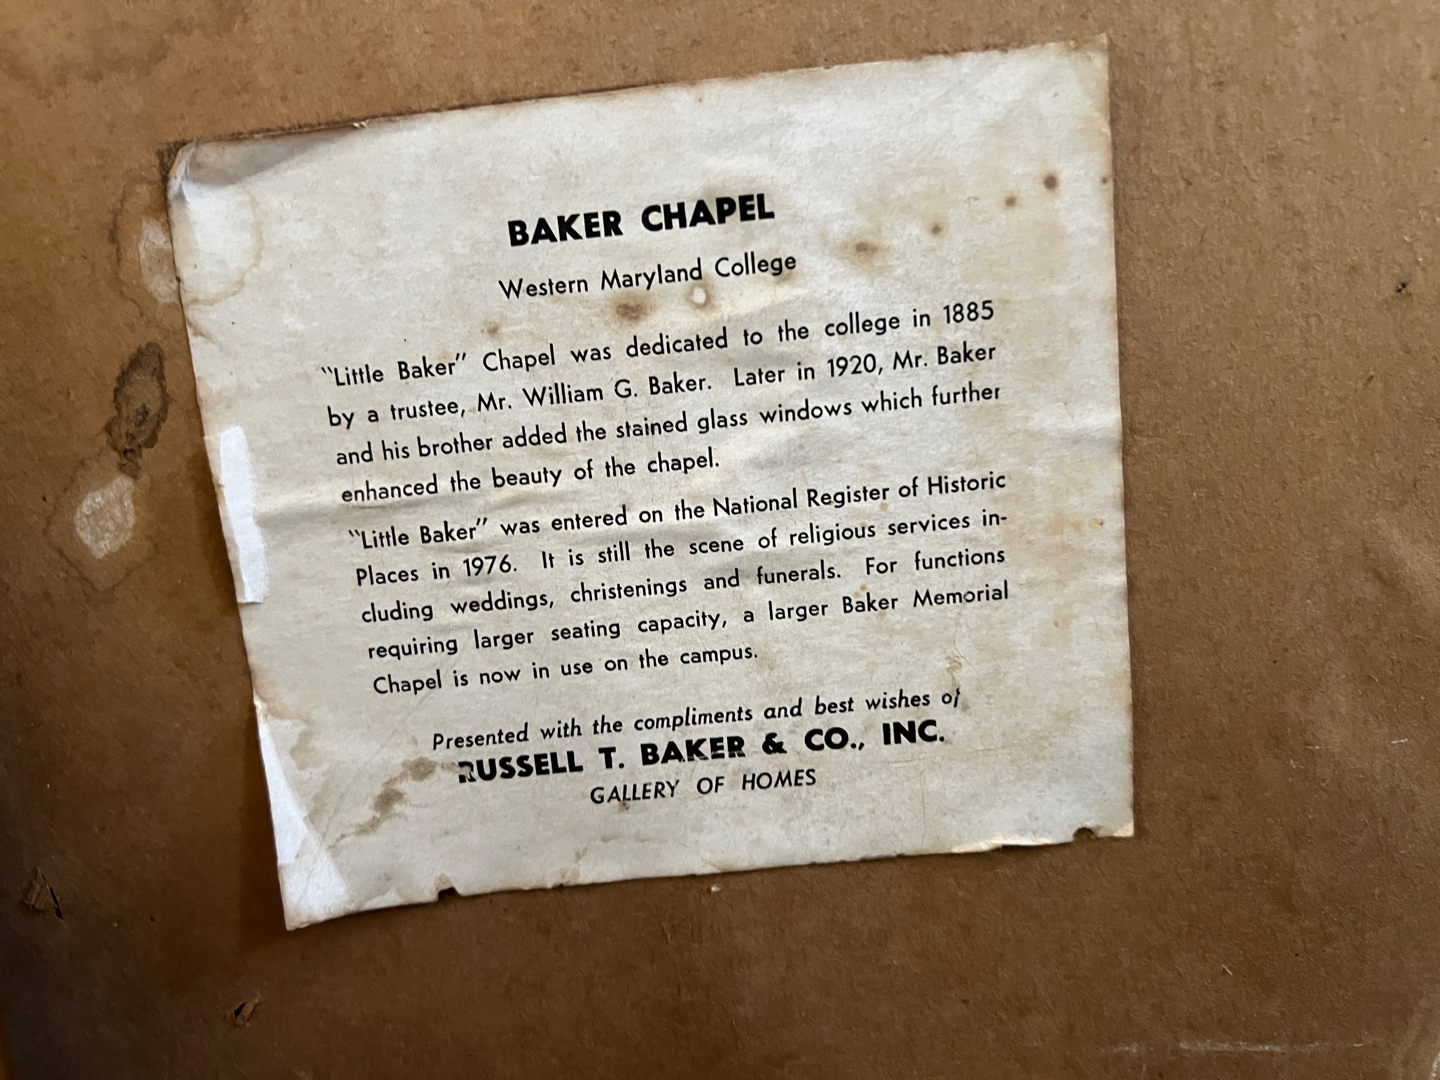 BAKER CHAPEL
Western Maryland College
"Little Baker" Chapel was dedicated to the college in 1885
by a trustee, Mr. William G. Baker. Later in 1920, Mr. Baker
and his brother added the stained glass windows which further
enhanced the beauty of the chapel.
"Little Baker" was entered on the National Register of Historic
Places in 1976. It is still the scene of religious services in-
cluding weddings, christenings and funerals. For functions
requiring larger seating capacity, a larger Baker Memorial
Chapel is now in use on the campus.
Presented with the compliments and best wishes of
RUSSELL T. BAKER & CO., INC.
GALLERY OF HOMES